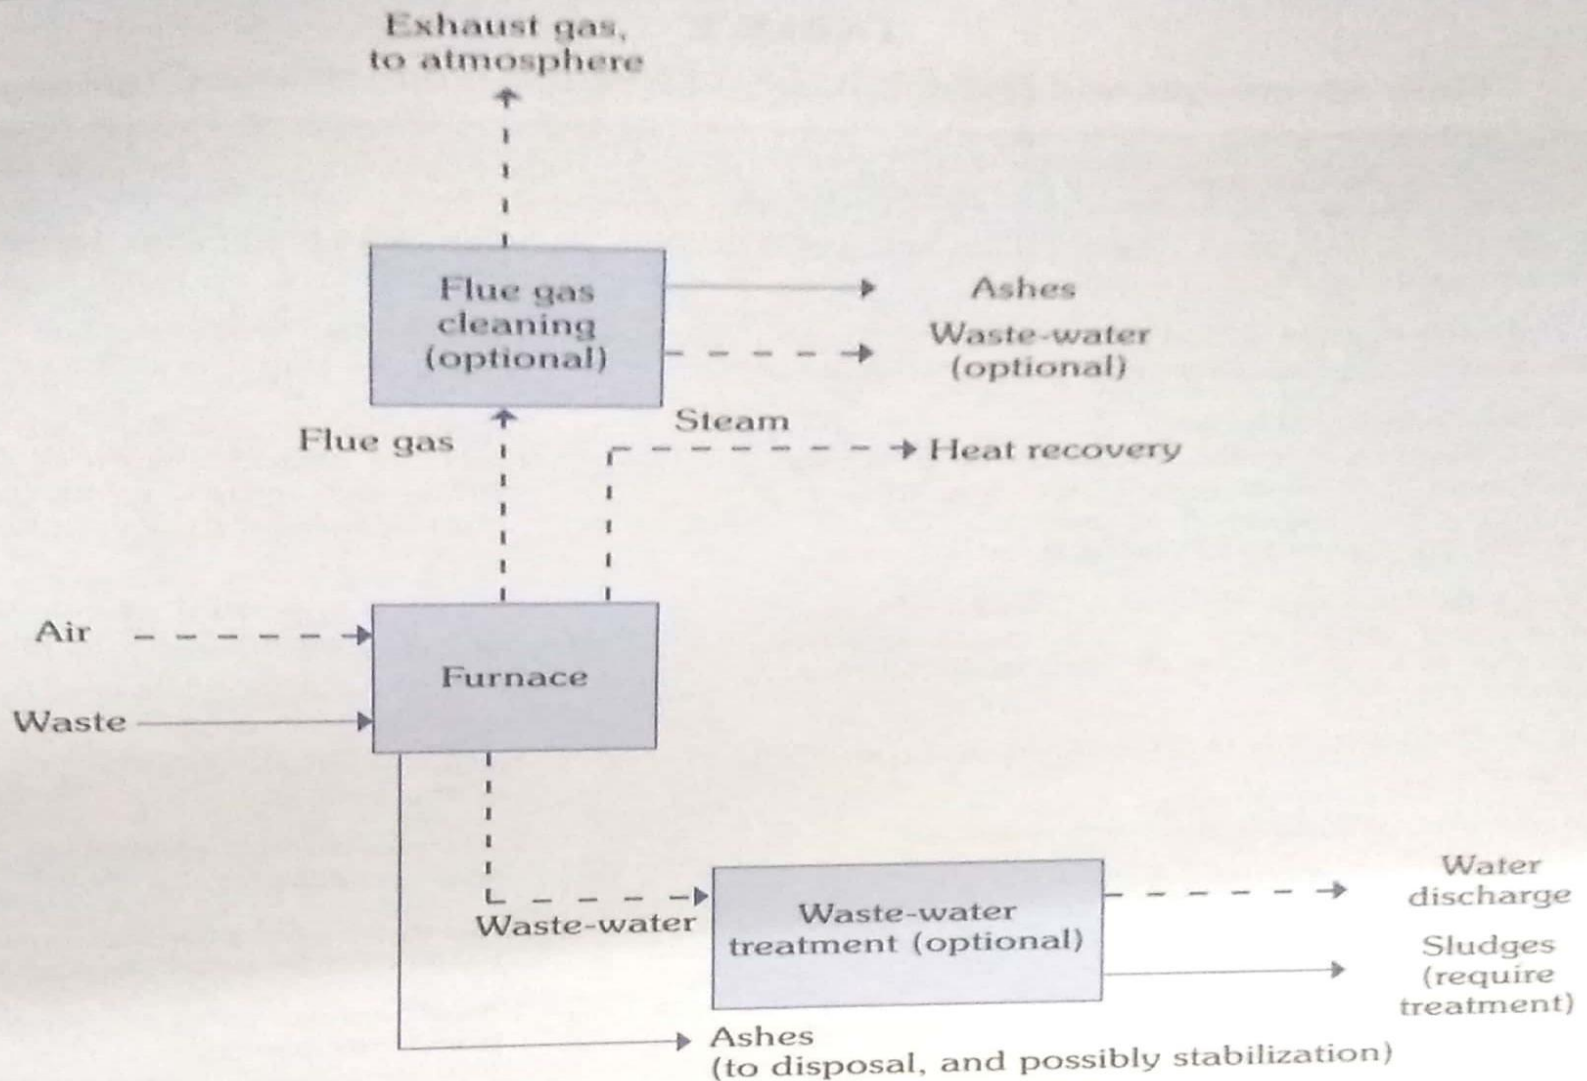 Exhaust gas,
to atmosphere
Flue gas
cleaning
(optional)
Ashes
Waste-water
(optional)
Flue gas
Steam
Heat recovery
Air
Furnace
Waste
Waste-water
Waste-water
treatment (optional)
Water
discharge
Sludges
(require
treatment)
Ashes
(to disposal, and possibly stabilization)